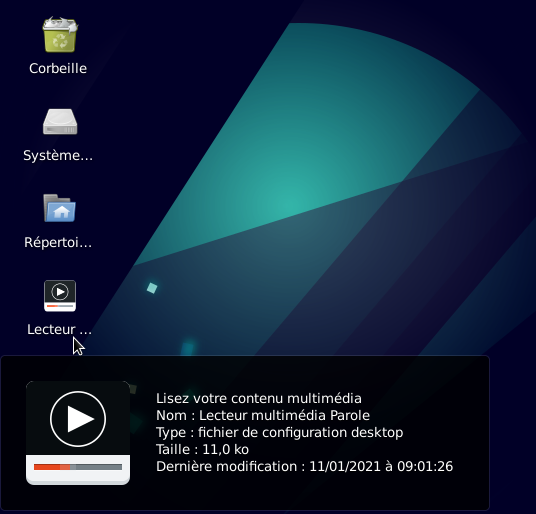 Corbeille
Système...
Répertoi...
Lecteur ...
Lisez votre contenu multimédia
Nom : Lecteur multimédia Parole
Type : fichier de configuration desktop
Taille : 11,0 ko
Dernière modification : 11/01/2021 à 09:01:26